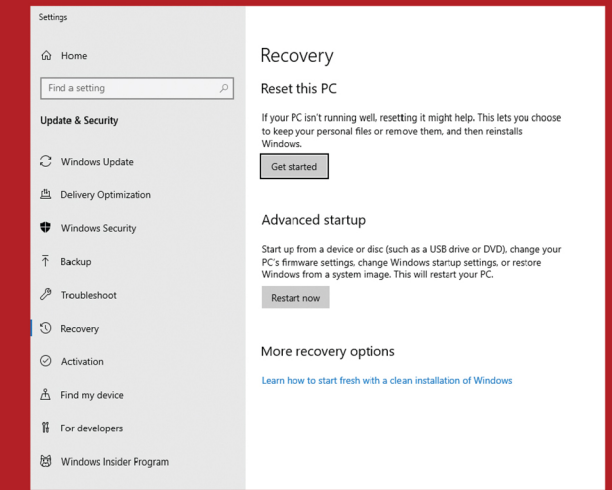 Settings
Home
Find a setting
Update & Security
Windows Update
Delivery Optimization
Windows Security
Backup
Troubleshoot
Recovery
Activation
Find my device
For developers
Windows Insider Program
Recovery
Reset this PC
If your PC isn't running well, resetting it might help. This lets you choose
to keep your personal files or remove them, and then reinstalls
Windows.
Get started
Advanced startup
Start up from a device or disc (such as a USB drive or DVD), change your
PC's firmware settings, change Windows startup settings, or restore
Windows from a system image. This will restart your PC.
Restart now
More recovery options
Learn how to start fresh with a clean installation of Windows